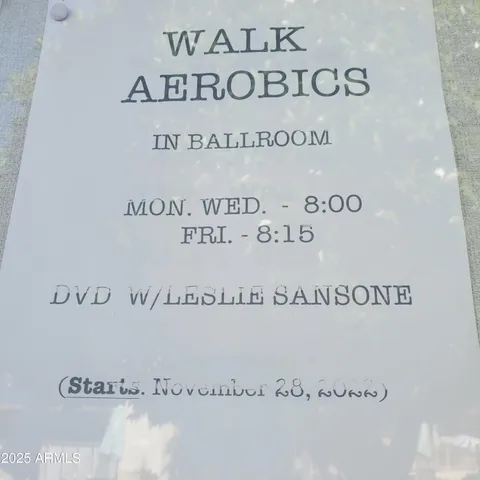 WALK
AEROBICS
IN BALLROOM
MON. WED. - 8:00
FRI. - 8:15
DVD W/LESLIE SANSONE
(Starts. November 28, 2022)
2025 ARMLS